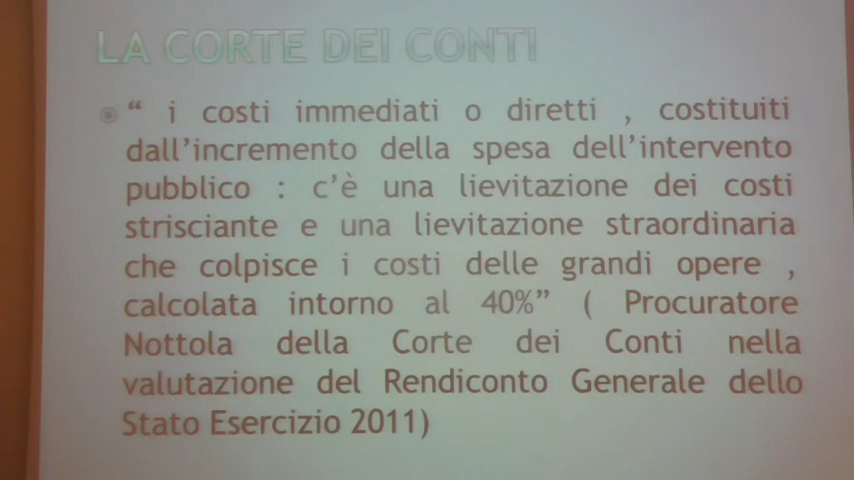 LA CORTE DEI CONTI
“ i costi immediati o diretti , costituiti
dall’incremento della spesa dell’intervento
pubblico : c’è una lievitazione dei costi
strisciante e una lievitazione straordinaria
che colpisce i costi delle grandi opere ,
calcolata intorno al 40%” ( Procuratore
Nottola della Corte dei Conti nella
valutazione del Rendiconto Generale dello
Stato Esercizio 2011)